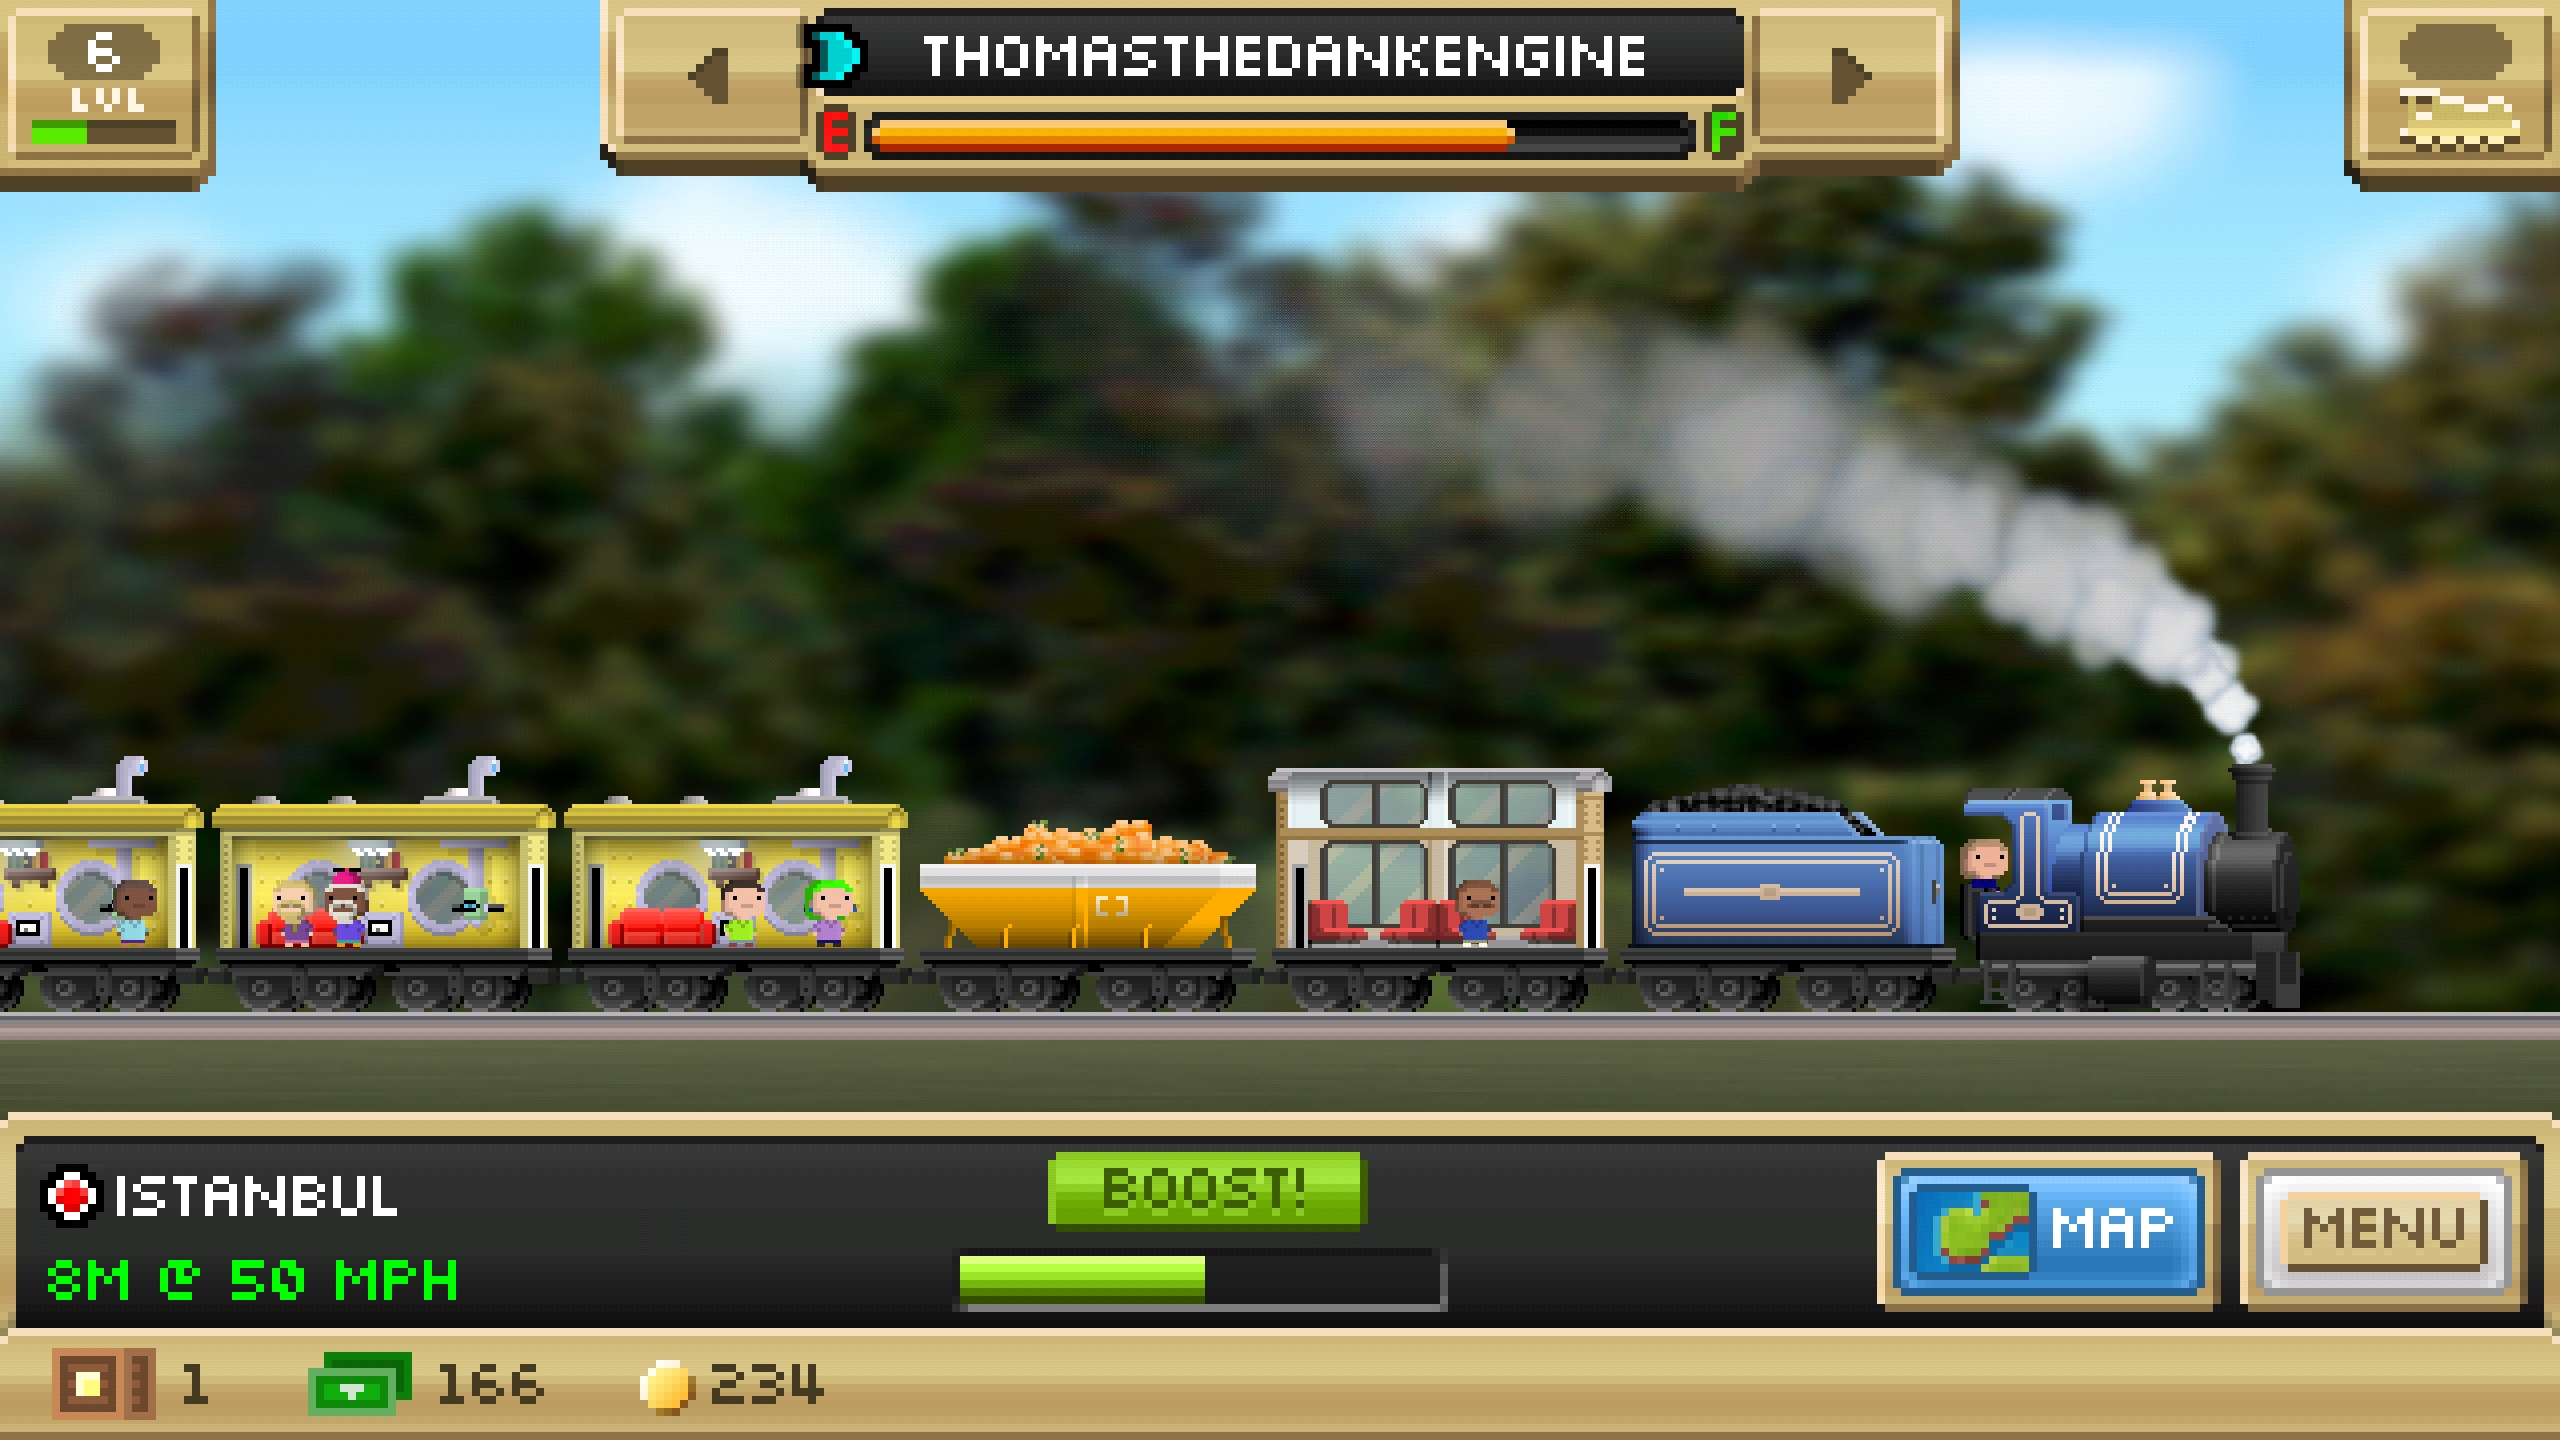 6
LVL
THOMASTHEDANKENGINE
E F
ISTANBUL
BOOST!
8M @ 50 MPH
MAP
MENU
1 166 234